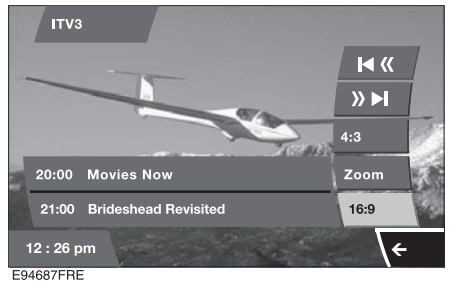 ITV3
4:3
20:00 Movies Now
Zoom
21:00 Brideshead Revisited
16:9
12 : 26 pm
E94687FRE